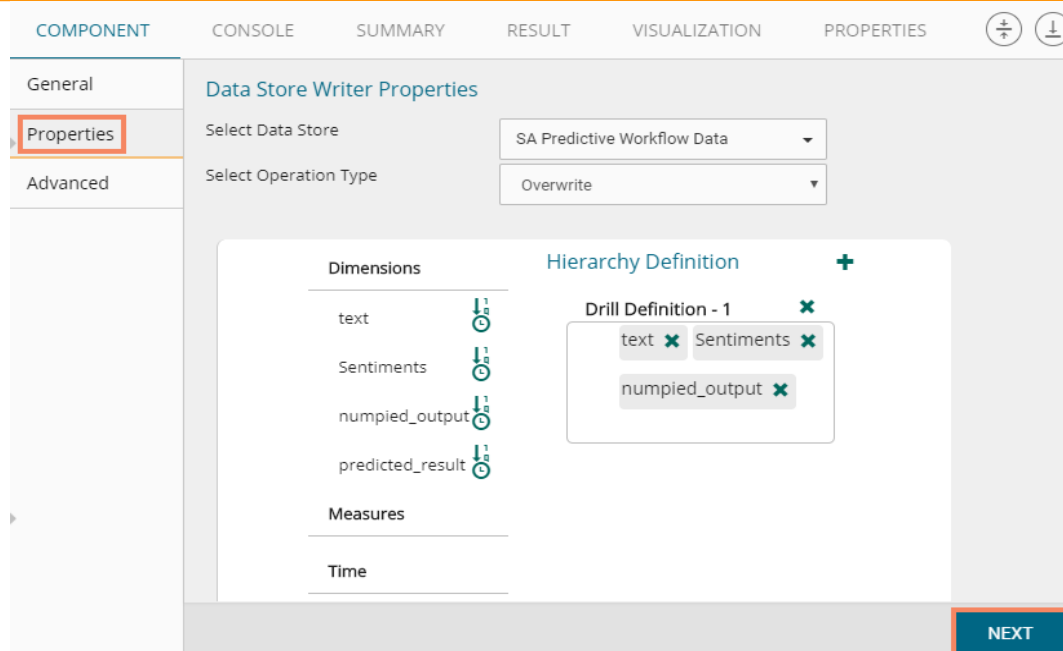 COMPONENT CONSOLE SUMMARY RESULT VISUALIZATION PROPERTIES
General
Properties
Advanced
Data Store Writer Properties
Select Data Store SA Predictive Workflow Data
Select Operation Type Overwrite
Dimensions
text
Sentiments
numpied_output
predicted_result
Measures
Time
Hierarchy Definition
Drill Definition - 1
text Sentiments
numpied_output
NEXT